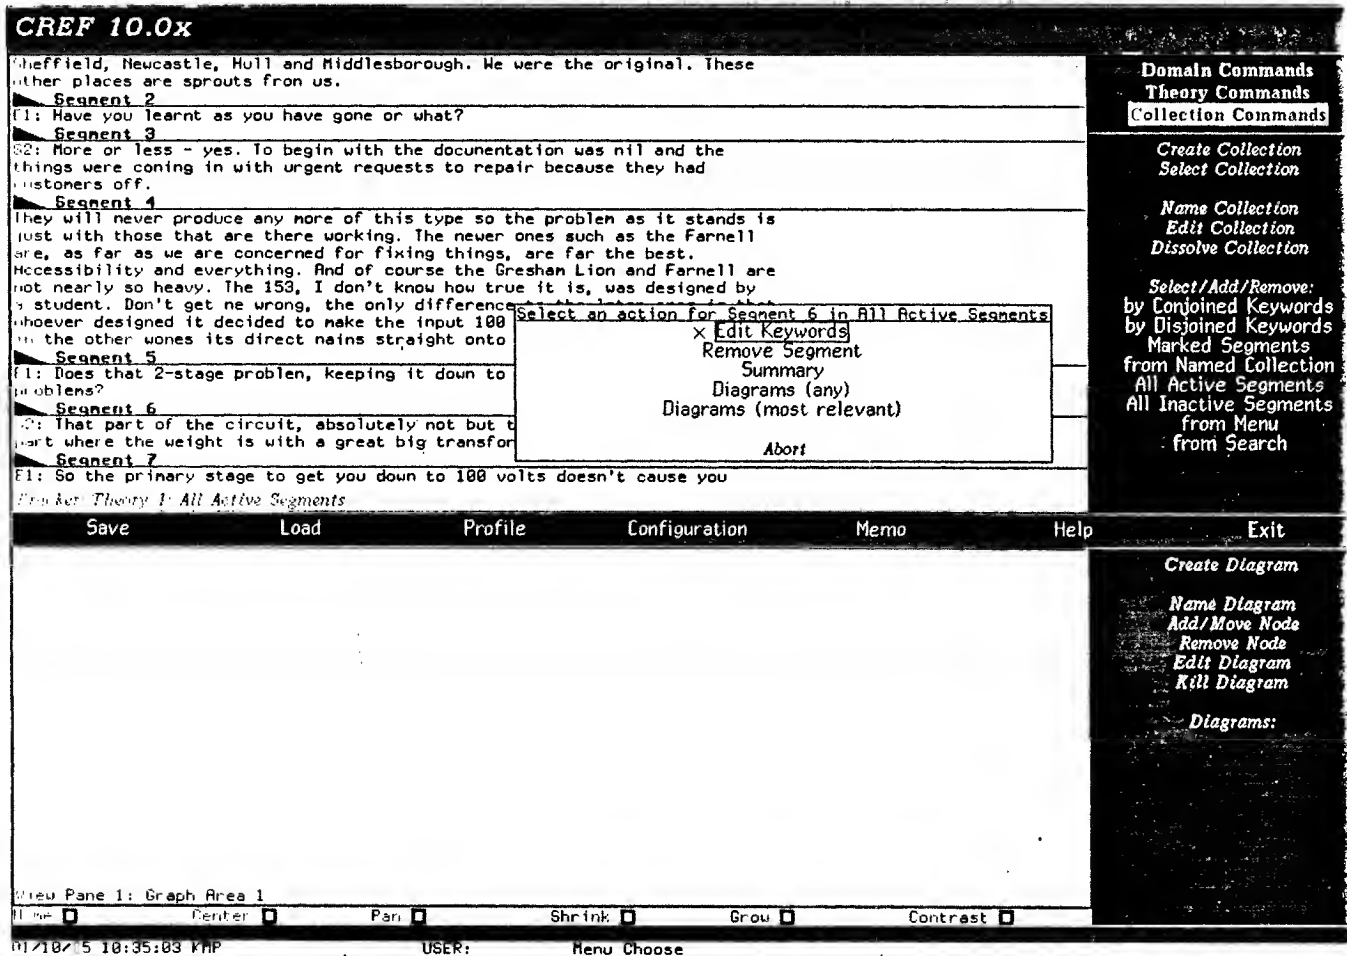 CREF 10.0x
Sheffield, Newcastle, Hull and Middlesborough. We were the original. These
other places are sprouts from us.
Segment 2
E1: Have you learnt as you have gone or what?
Segment 3
S2: More or less - yes. To begin with the documentation was nil and the
things were coming in with urgent requests to repair because they had
customers off.
Segment 4
They will never produce any more of this type so the problem as it stands is
just with those that are there working. The newer ones such as the Farnell
are, as far as we are concerned for fixing things, are far the best.
Accessibility and everything. And of course the Gresham Lion and Farnell are
not nearly so heavy. The 153, I don't know how true it is, was designed by
a student. Don't get me wrong, the only difference to the later ones is that
whoever designed it decided to make the input 100
on the other wones its direct mains straight onto
Segment 5
E1: Does that 2-stage problem, keeping it down to
problems?
Segment 6
S2: That part of the circuit, absolutely not but t
part where the weight is with a great big transfor
Segment 7
E1: So the primary stage to get you down to 100 volts doesn't cause you
Cracker: Theory 1: All Active Segments
Select an action for Segment 6 in All Active Segments
× Edit Keywords
Remove Segment
Summary
Diagrams (any)
Diagrams (most relevant)
Abort
Domain Commands
Theory Commands
Collection Commands
Create Collection
Select Collection
Name Collection
Edit Collection
Dissolve Collection
Select/Add/Remove:
by Conjoined Keywords
by Disjoined Keywords
Marked Segments
from Named Collection
All Active Segments
All Inactive Segments
from Menu
from Search
Save Load Profile Configuration Memo Help Exit
Create Diagram
Name Diagram
Add/Move Node
Remove Node
Edit Diagram
Kill Diagram
Diagrams:
View Pane 1: Graph Area 1
Home Center Pan Shrink Grow Contrast
10:35:03 KMP USER: Menu Choose